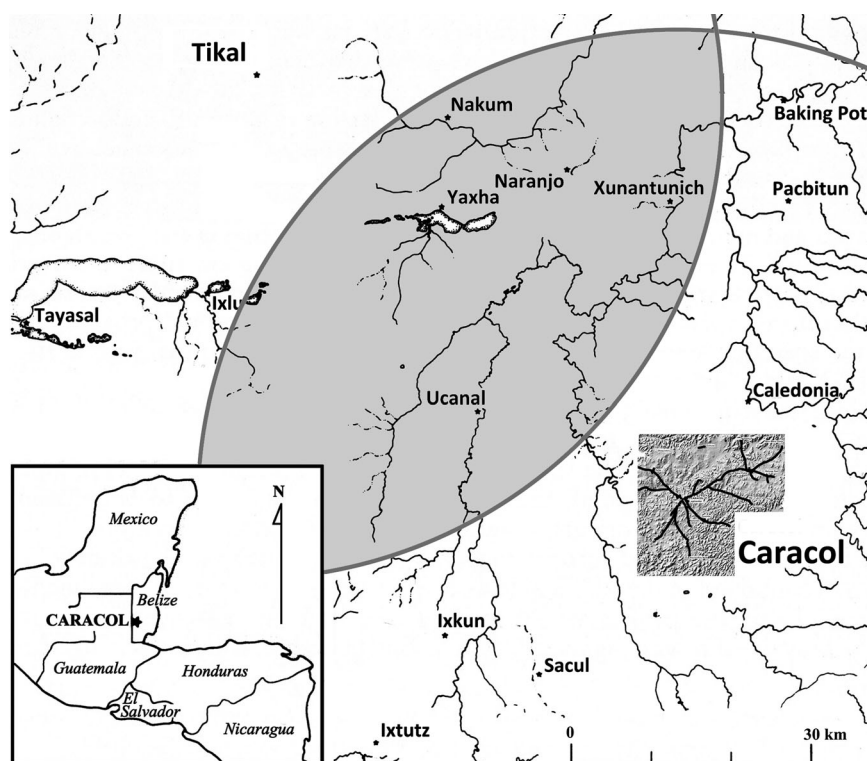 Tikal
Nakum
Baking Pot
Naranjo
Xunantunich
Pacbitun
Yaxha
Ixlu
Tayasal
Ucanal
Caledonia
Caracol
N
Mexico
Belize
CARACOL
Guatemala
Honduras
El
Salvador
Nicaragua
Ixkun
Sacul
Ixtutz
0 30 km